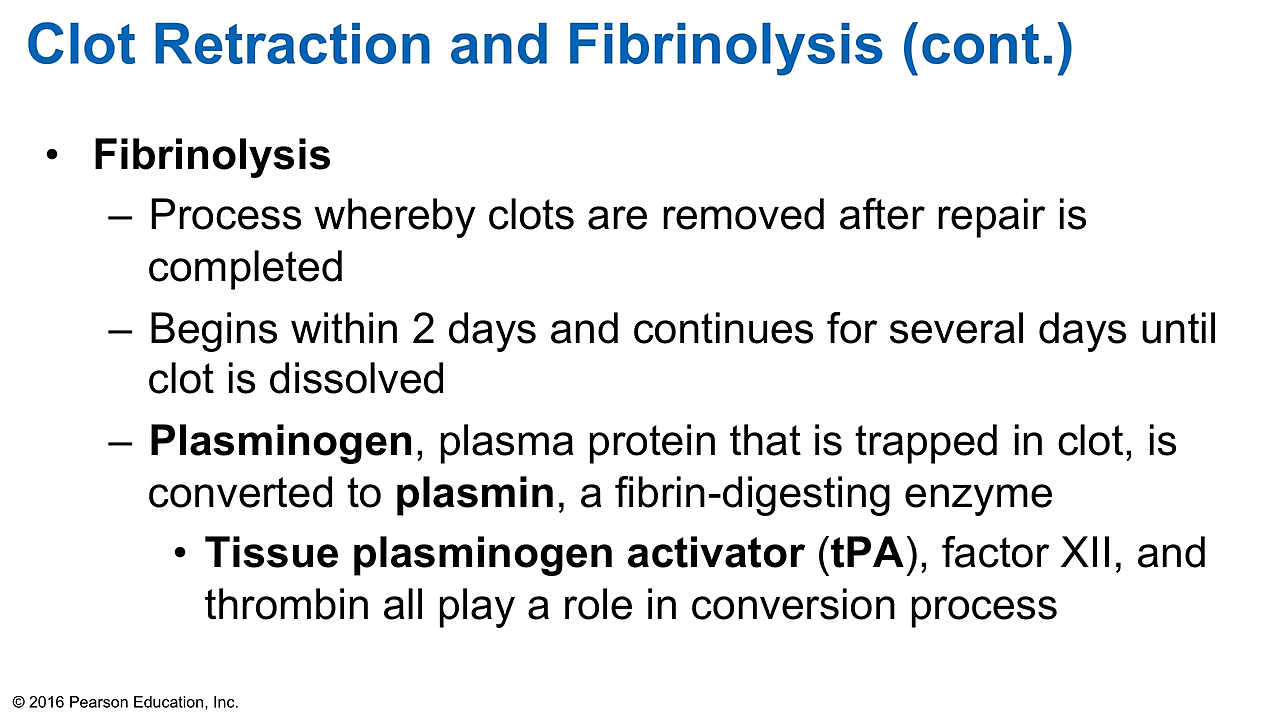 Clot Retraction and Fibrinolysis (cont.)
• Fibrinolysis
– Process whereby clots are removed after repair is
completed
– Begins within 2 days and continues for several days until
clot is dissolved
– Plasminogen, plasma protein that is trapped in clot, is
converted to plasmin, a fibrin-digesting enzyme
• Tissue plasminogen activator (tPA), factor XII, and
thrombin all play a role in conversion process
© 2016 Pearson Education, Inc.